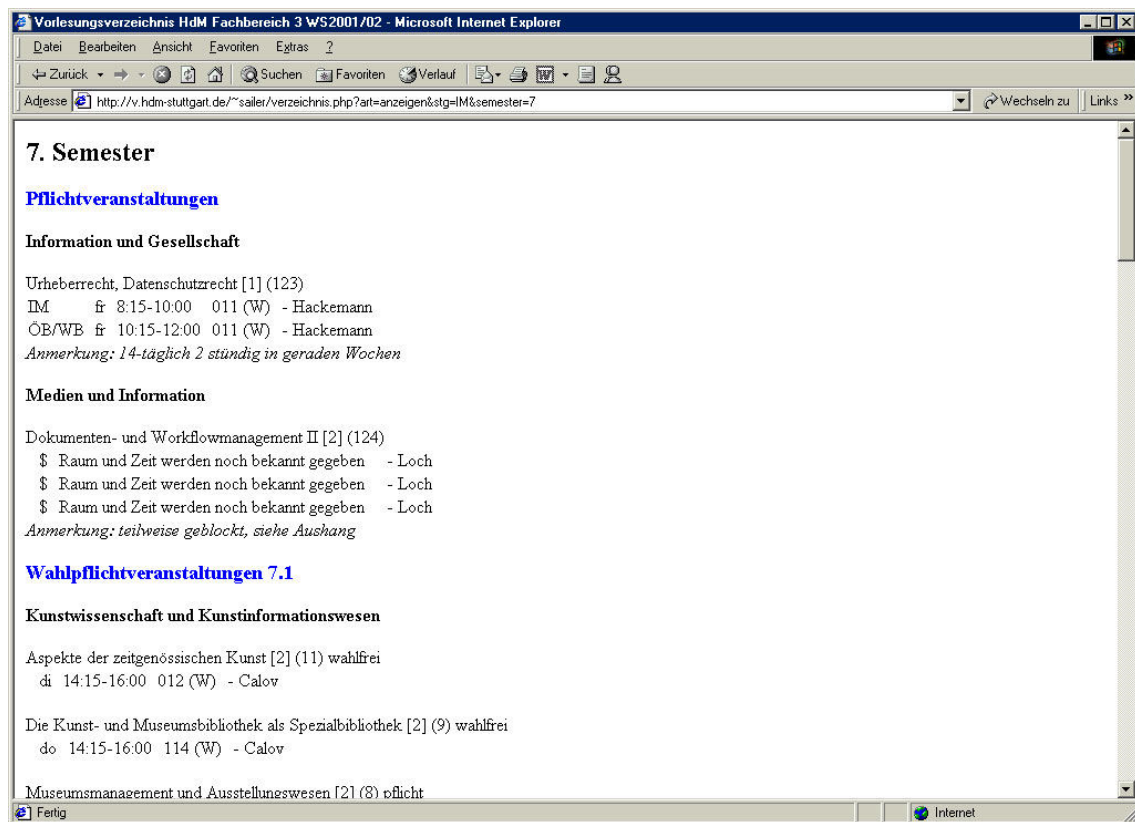 Vorlesungsverzeichnis HdM Fachbereich 3 WS2001/02 - Microsoft Internet Explorer
Datei Bearbeiten Ansicht Favoriten Extras ?
Zurück Suchen Favoriten Verlauf
Adresse http://v.hdm-stuttgart.de/~sailer/verzeichnis.php?art=anzeigen&stg=IM&semester=7 Wechseln zu Links »
7. Semester
Pflichtveranstaltungen
Information und Gesellschaft
Urheberrecht, Datenschutzrecht [1] (123)
IM fr 8:15-10:00 011 (W) - Hackemann
ÖB/WB fr 10:15-12:00 011 (W) - Hackemann
Anmerkung: 14-täglich 2 stündig in geraden Wochen
Medien und Information
Dokumenten- und Workflowmanagement II [2] (124)
$ Raum und Zeit werden noch bekannt gegeben - Loch
$ Raum und Zeit werden noch bekannt gegeben - Loch
$ Raum und Zeit werden noch bekannt gegeben - Loch
Anmerkung: teilweise geblockt, siehe Aushang
Wahlpflichtveranstaltungen 7.1
Kunstwissenschaft und Kunstinformationswesen
Aspekte der zeitgenössischen Kunst [2] (11) wahlfrei
di 14:15-16:00 012 (W) - Calov
Die Kunst- und Museumsbibliothek als Spezialbibliothek [2] (9) wahlfrei
do 14:15-16:00 114 (W) - Calov
Museumsmanagement und Ausstellungswesen [2] (8) pflicht
Fertig Internet